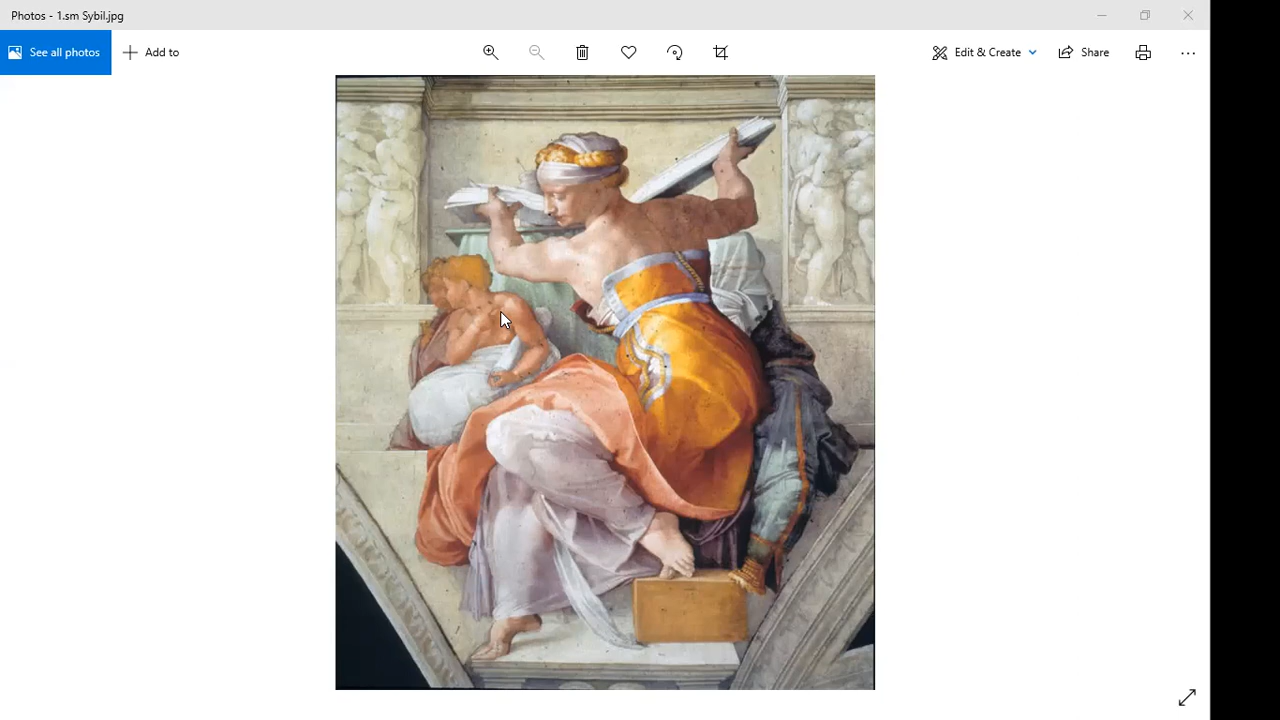 Photos - 1.sm Sybil.jpg
See all photos
Add to
Edit & Create
Share